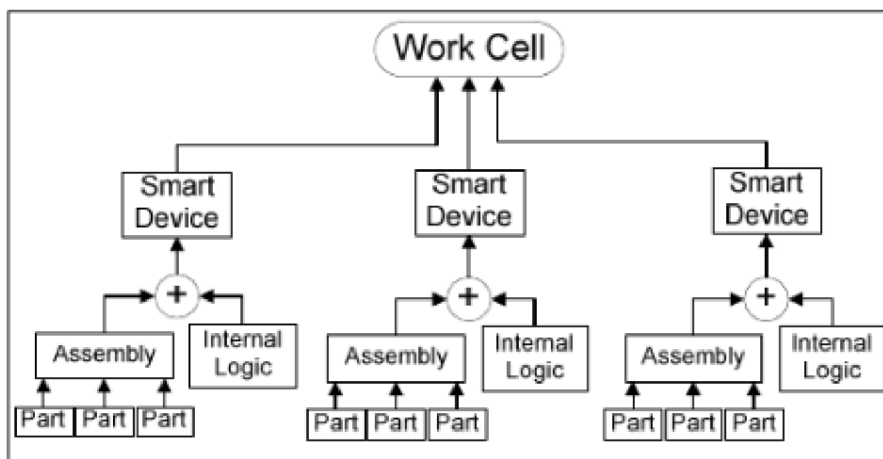 Work Cell
Smart
Device
Smart
Device
Smart
Device
+
+
+
Assembly
Internal
Logic
Assembly
Internal
Logic
Assembly
Internal
Logic
Part Part Part
Part Part Part
Part Part Part